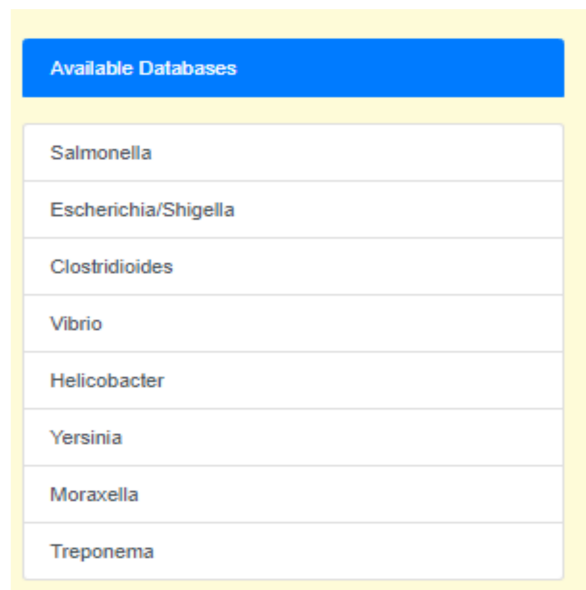 Available Databases
Salmonella
Escherichia/Shigella
Clostridioides
Vibrio
Helicobacter
Yersinia
Moraxella
Treponema